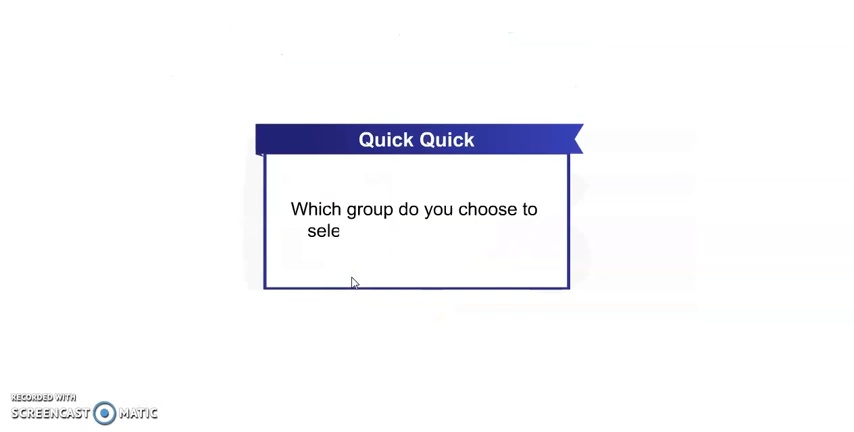 Quick Quick
Which group do you choose to
sele
RECORDED WITH
SCREENCAST MATIC